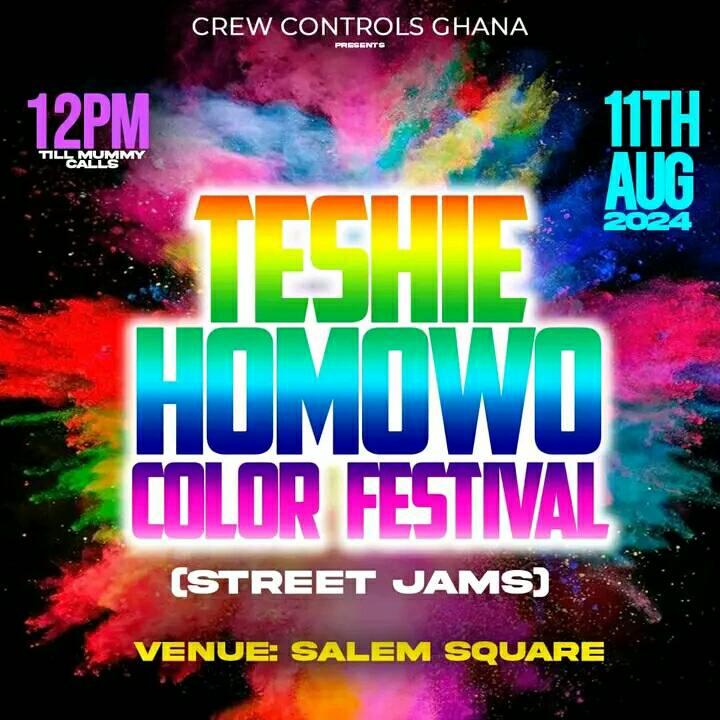 CREW CONTROLS GHANA
PRESENTS
12PM
TILL MUMMY
CALLS
11TH
AUG
2024
TESHIE
HOMOWO
COLOR FESTIVAL
(STREET JAMS)
VENUE: SALEM SQUARE